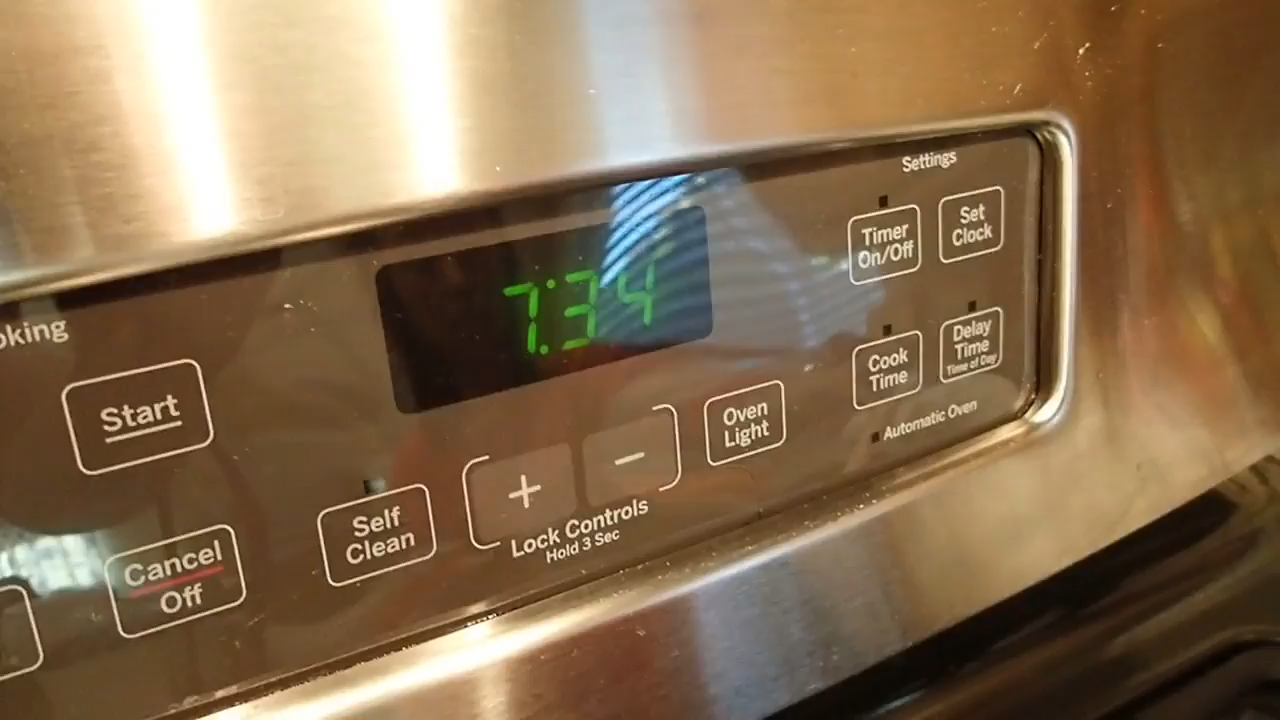 Settings
Timer
On/Off
Set
Clock
7:34
oking
Start
Cook
Time
Delay
Time
Time of Day
Automatic Oven
Oven
Light
+
−
Lock Controls
Hold 3 Sec
Self
Clean
Cancel
Off